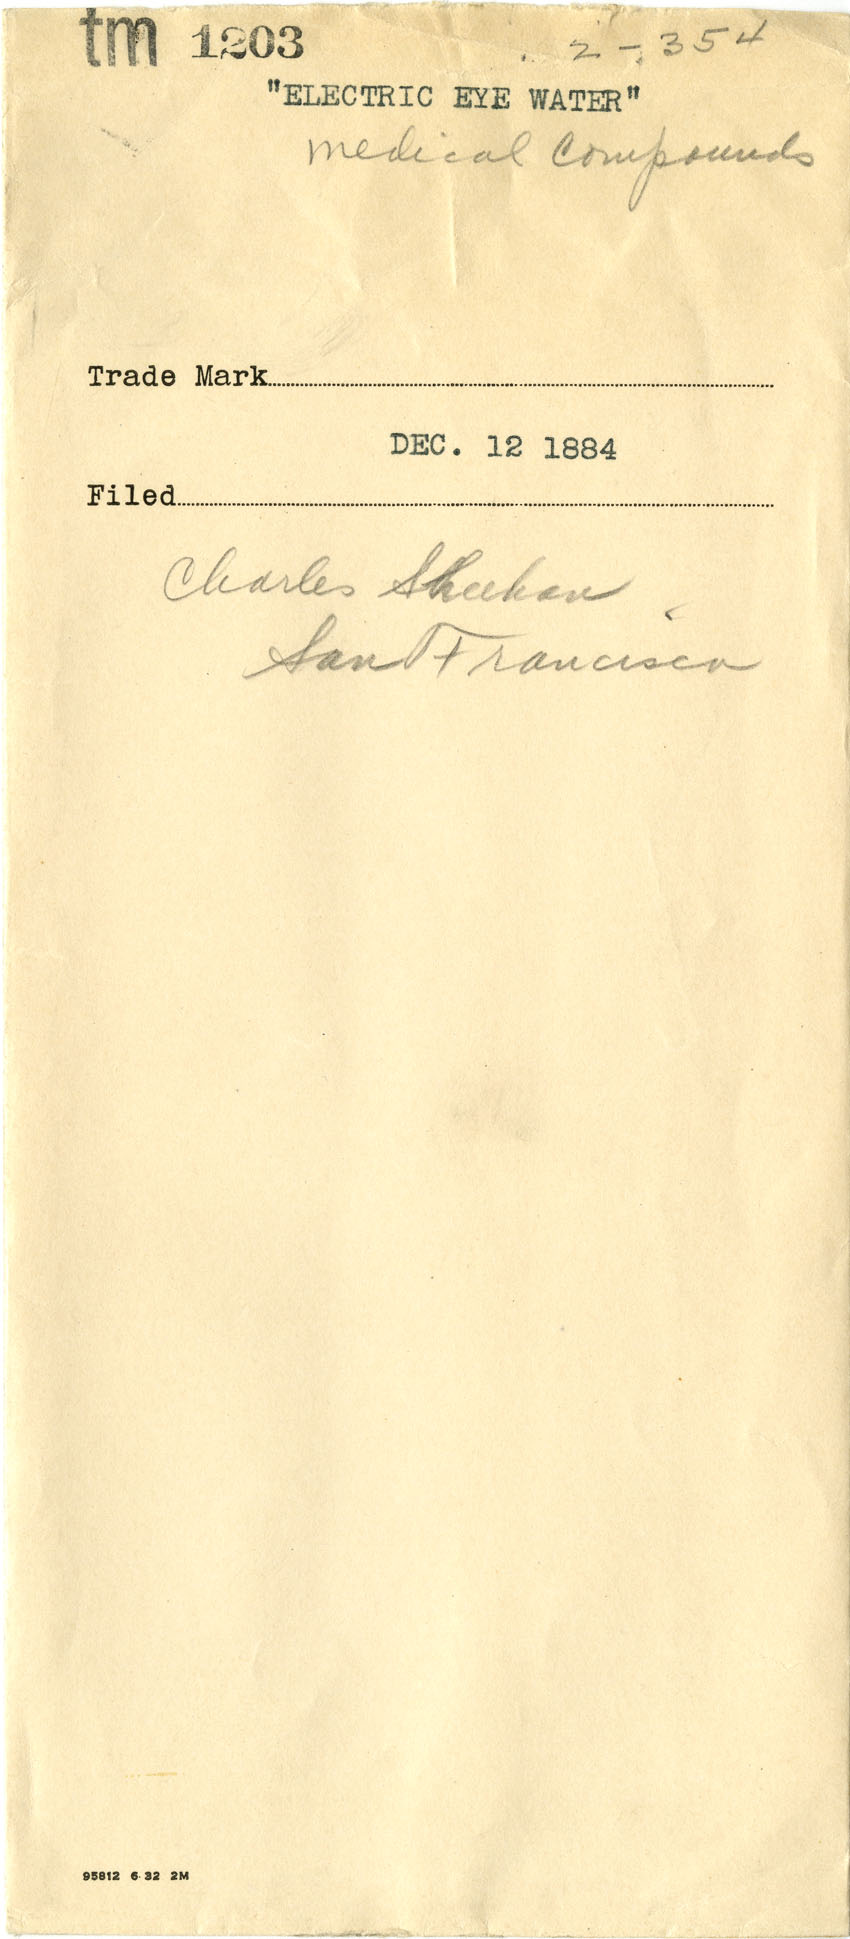 tm 1203 2-354
"ELECTRIC EYE WATER"
Medical Compounds
Trade Mark
DEC. 12 1884
Filed
Charles Sheehan
San Francisco
95812 6-32 2M